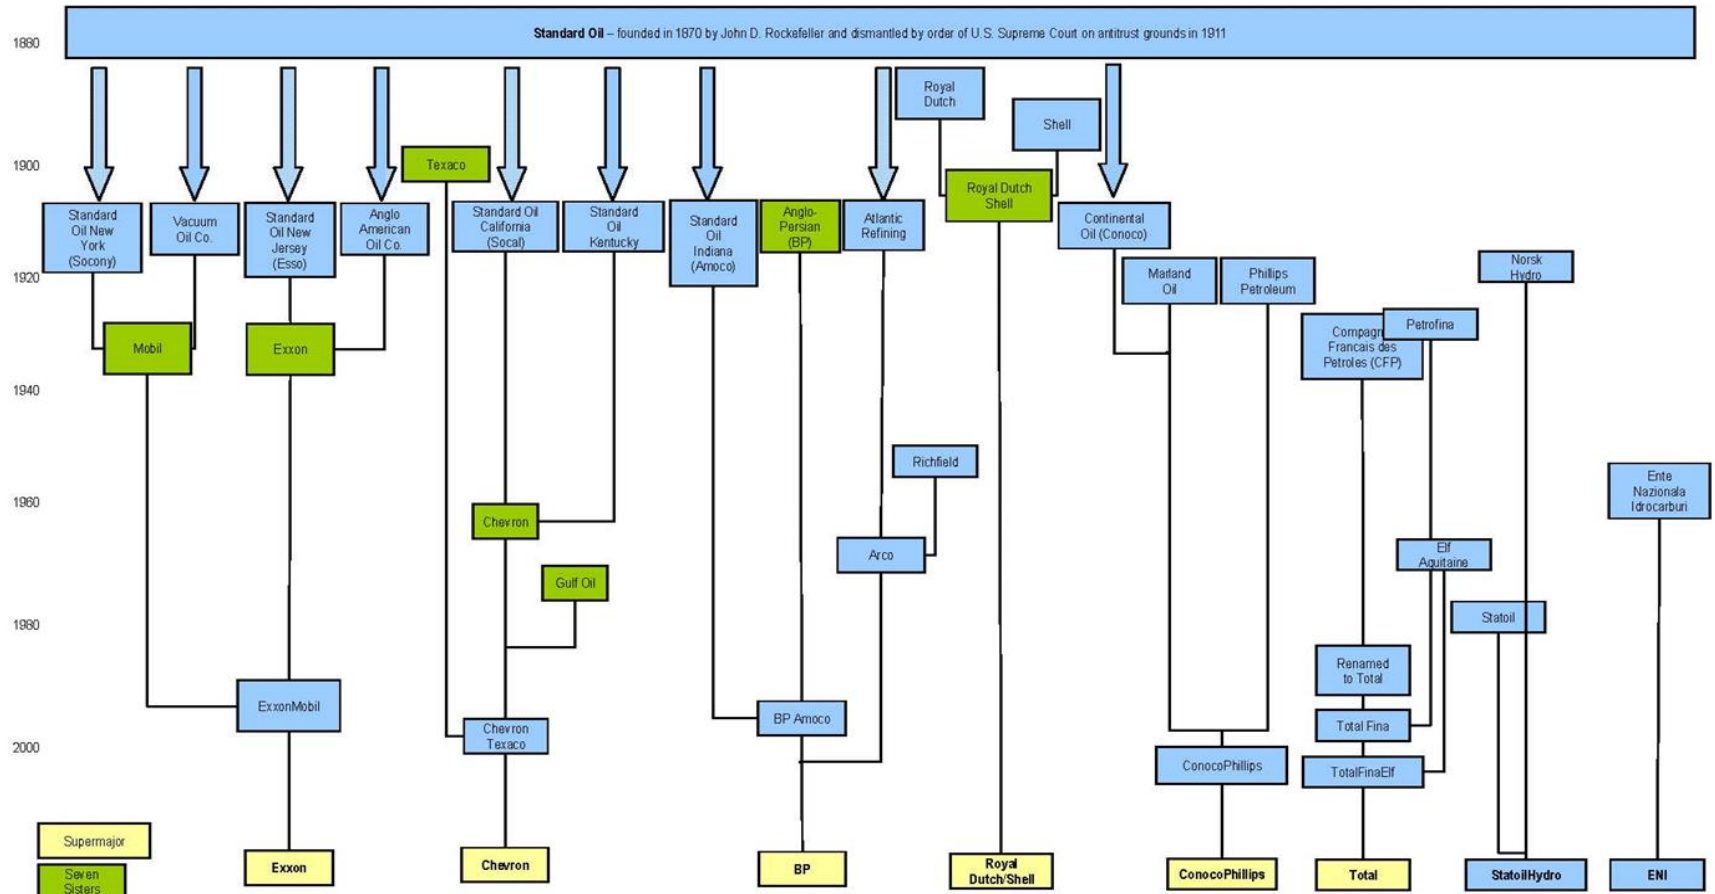 Standard Oil – founded in 1870 by John D. Rockefeller and dismantled by order of U.S. Supreme Court on antitrust grounds in 1911
1880
Royal
Dutch
Shell
1900
Texaco
Royal Dutch
Shell
Standard
Oil New
York
(Socony)
Vacuum
Oil Co.
Standard
Oil New
Jersey
(Esso)
Anglo
American
Oil Co.
Standard Oil
California
(Socal)
Standard
Oil
Kentucky
Standard
Oil
Indiana
(Amoco)
Anglo-
Persian
(BP)
Atlantic
Refining
Continental
Oil (Conoco)
1920
Marland
Oil
Phillips
Petroleum
Norsk
Hydro
Mobil
Exxon
Compagn
Francais des
Petroles (CFP)
Petrofina
1940
Richfield
1960
Chevron
Ente
Nazionala
Idrocarburi
Arco
Elf
Aquitaine
Gulf Oil
1980
Statoil
Renamed
to Total
ExxonMobil
BP Amoco
Total Fina
Chevron
Texaco
2000
ConocoPhillips
TotalFinaElf
Supermajor
Seven
Sisters
Exxon
Chevron
BP
Royal
Dutch/Shell
ConocoPhillips
Total
StatoilHydro
ENI